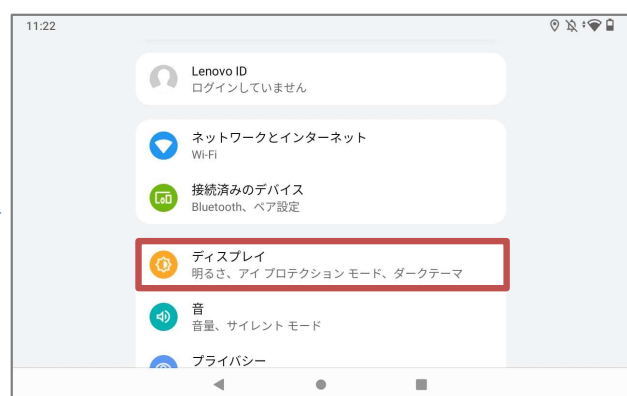 11:22
Lenovo ID
ログインしていません
ネットワークとインターネット
Wi-Fi
接続済みのデバイス
Bluetooth、ペア設定
ディスプレイ
明るさ、アイ プロテクション モード、ダークテーマ
音
音量、サイレント モード
プライバシー